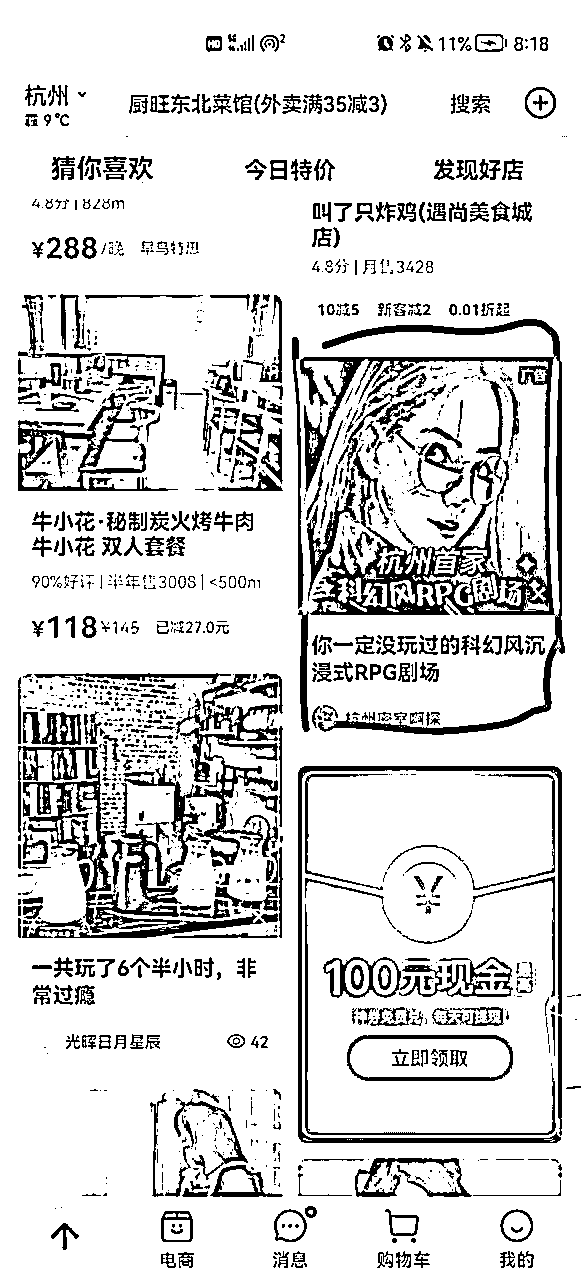 HD 2 11% 8:18
杭州
霾 9℃
厨旺东北菜馆(外卖满35减3)
搜索
猜你喜欢 今日特价 发现好店
4.8分 | 828m
¥288/晚 早鸟特惠
牛小花·秘制炭火烤牛肉
牛小花 双人套餐
90%好评 | 半年售3008 | <500m
¥118 ¥145 已减27.0元
一共玩了6个半小时，非
常过瘾
光晖日月星辰 42
叫了只炸鸡(遇尚美食城
店)
4.8分 | 月售3428
10减5 新客减2 0.01折起
广告
杭州首家
科幻风RPG剧场
你一定没玩过的科幻风沉
浸式RPG剧场
杭州密室啊探
¥
100元现金
立即领取
电商 消息 购物车 我的